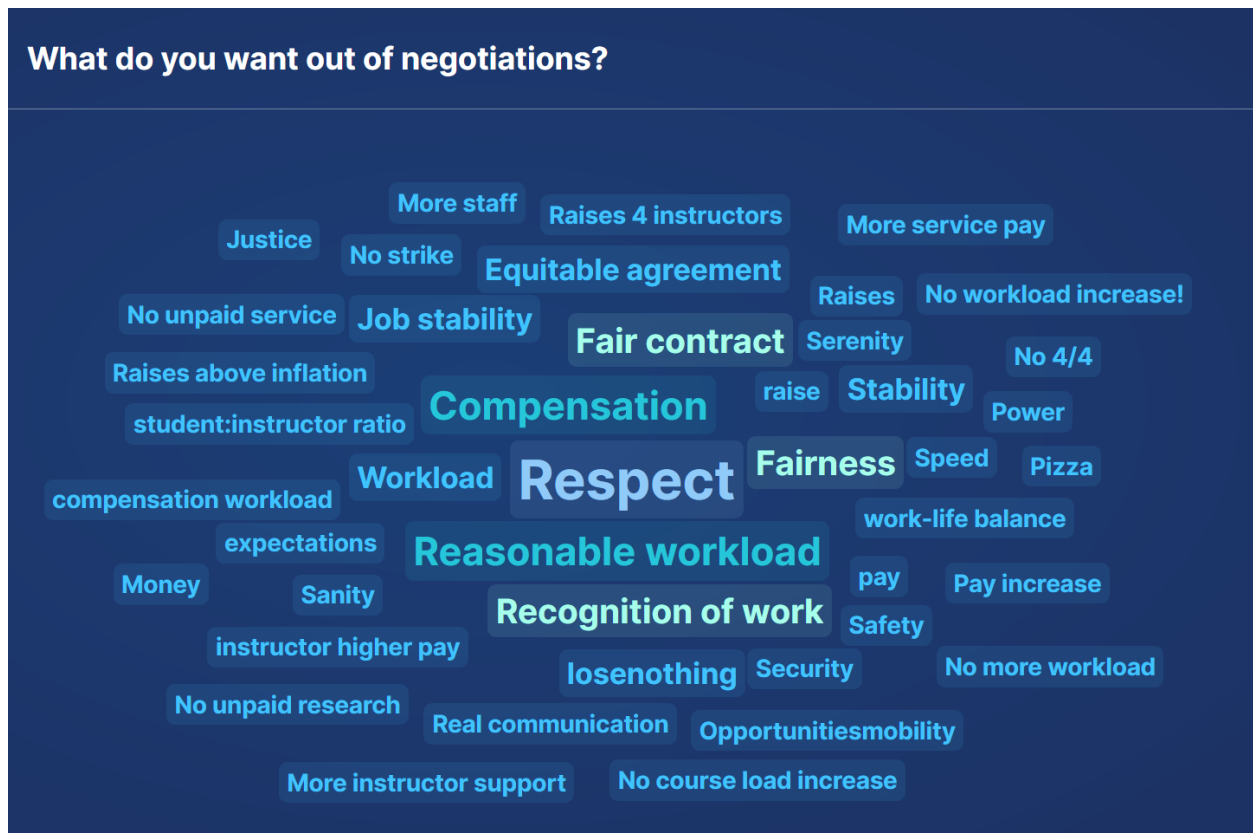 What do you want out of negotiations?
More staff
Raises 4 instructors
More service pay
Justice
No strike
Equitable agreement
Raises
No workload increase!
No unpaid service
Job stability
Fair contract
Serenity
No 4/4
Raises above inflation
Compensation
raise
Stability
Power
student:instructor ratio
Workload
Respect
Fairness
Speed
Pizza
compensation workload
work-life balance
expectations
Reasonable workload
Money
Sanity
Recognition of work
pay
Pay increase
Safety
instructor higher pay
losenothing
Security
No more workload
No unpaid research
Real communication
Opportunitiesmobility
More instructor support
No course load increase